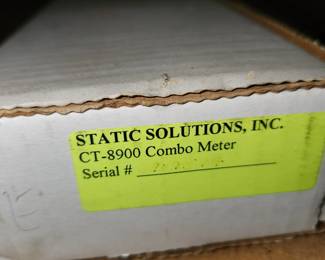 STATIC SOLUTIONS, INC.
CT-8900 Combo Meter
Serial #